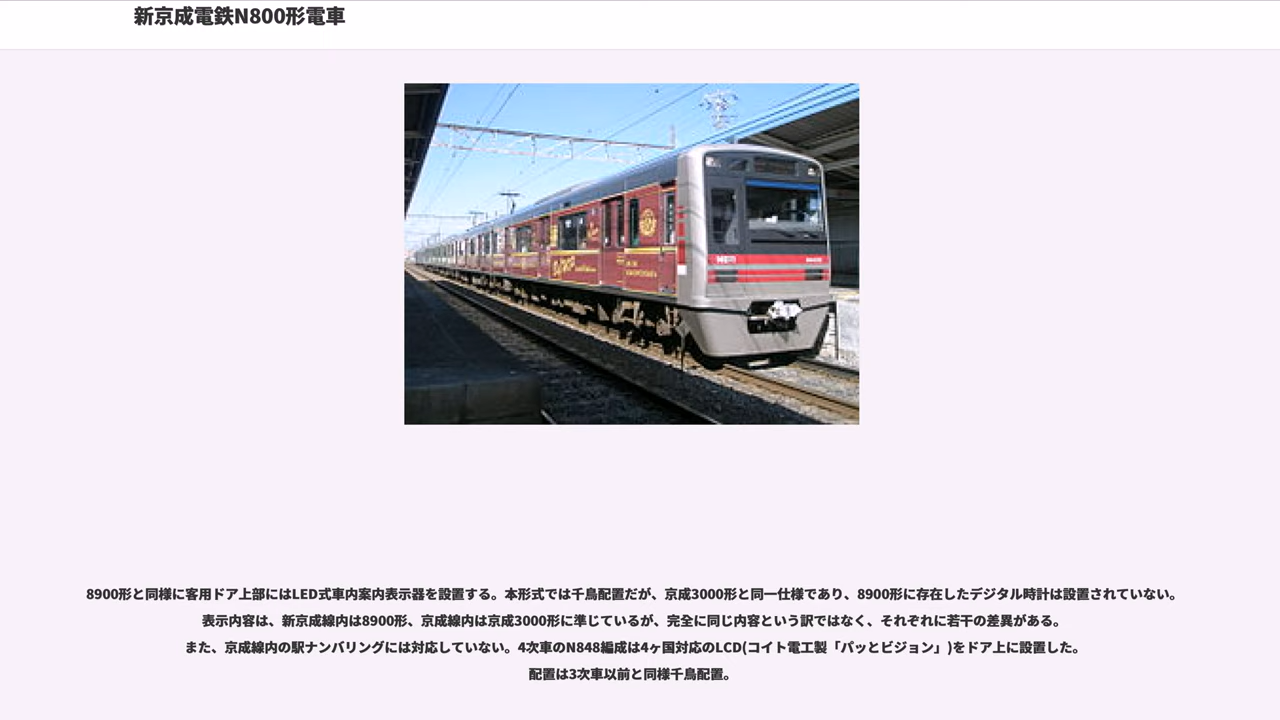 新京成電鉄N800形電車
8900形と同様に客用ドア上部にはLED式車内案内表示器を設置する。本形式では千鳥配置だが、京成3000形と同一仕様であり、8900形に存在したデジタル時計は設置されていない。
表示内容は、新京成線内は8900形、京成線内は京成3000形に準じているが、完全に同じ内容という訳ではなく、それぞれに若干の差異がある。
また、京成線内の駅ナンバリングには対応していない。4次車のN848編成は4ヶ国対応のLCD(コイト電工製「パッとビジョン」)をドア上に設置した。
配置は3次車以前と同様千鳥配置。